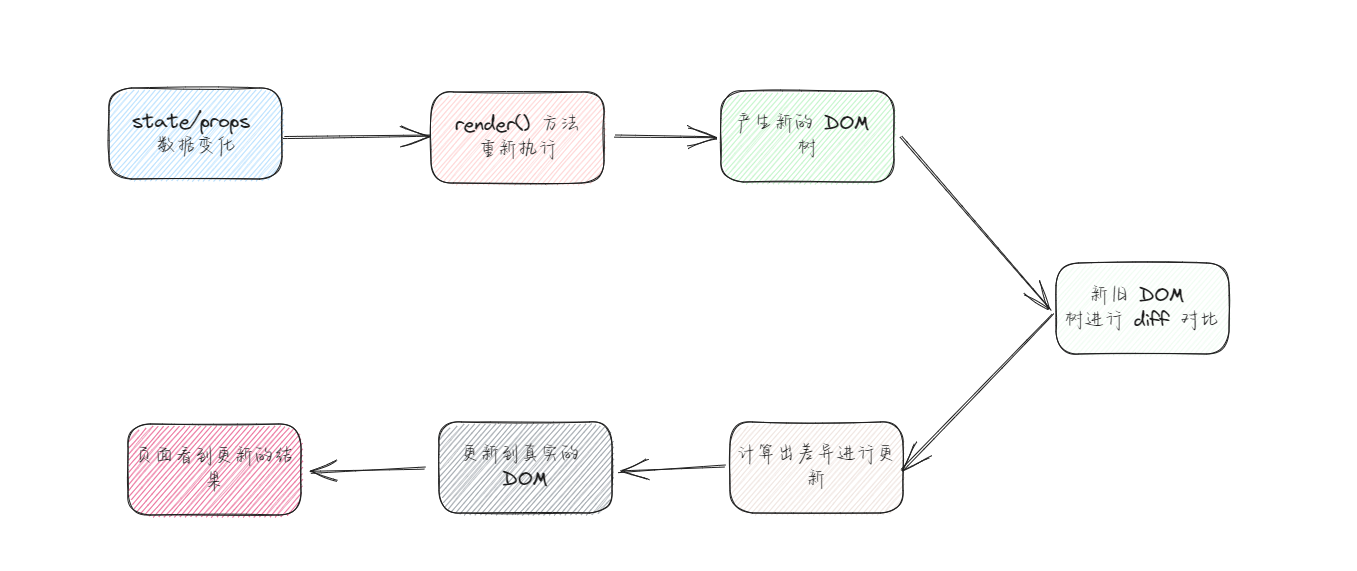 state/props
数据变化
render() 方法
重新执行
产生新的 DOM
树
新旧 DOM
树进行 diff 对比
计算出差异进行更
新
更新到真实的
DOM
页面看到更新的结
果